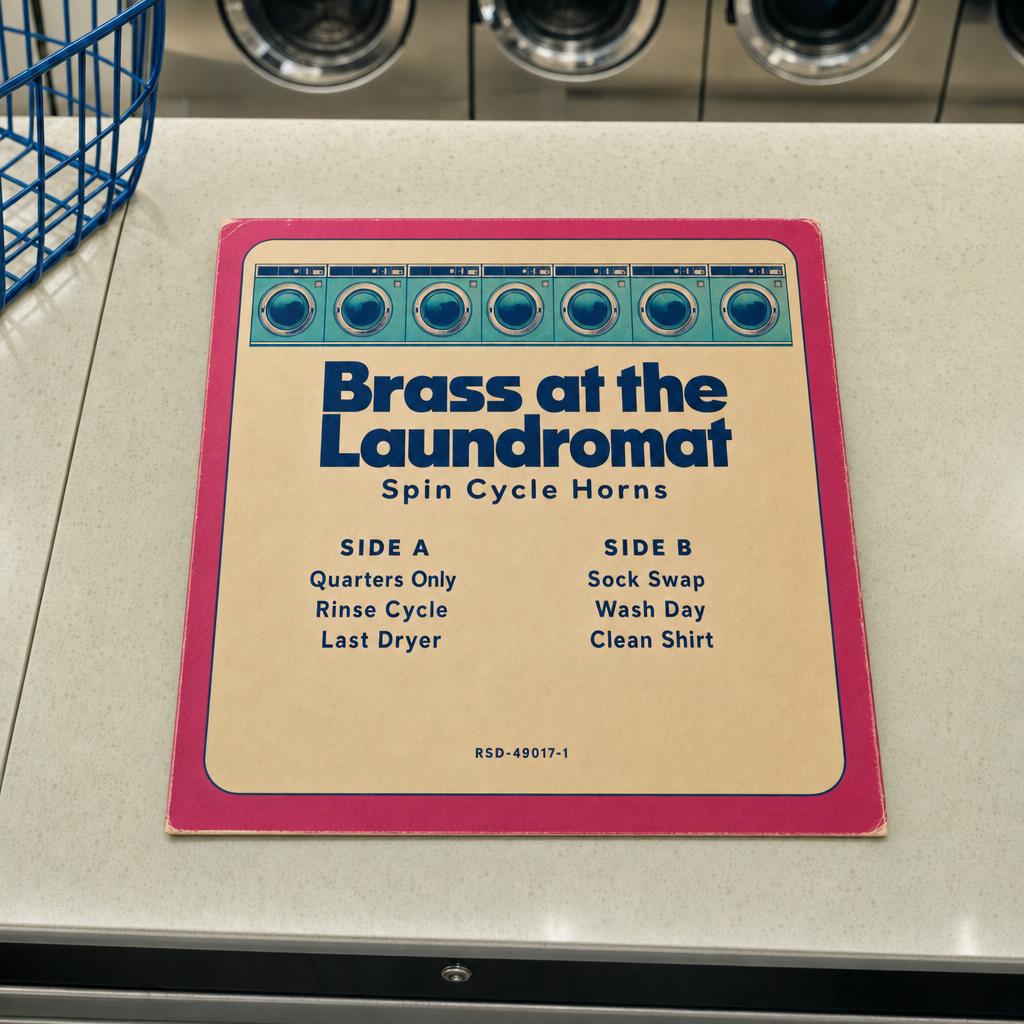 Brass at the
Laundromat
Spin Cycle Horns
SIDE A
Quarters Only
Rinse Cycle
Last Dryer
SIDE B
Sock Swap
Wash Day
Clean Shirt
RSD-49017-1